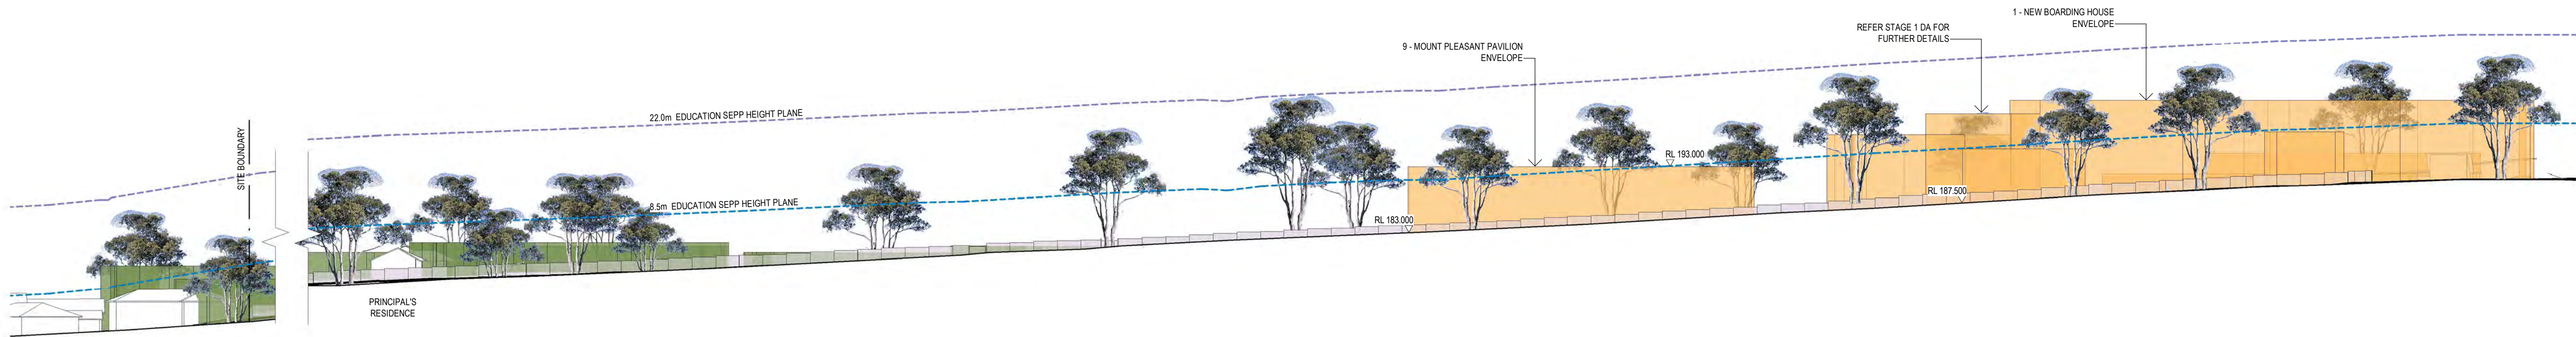 SITE BOUNDARY
22.0m EDUCATION SEPP HEIGHT PLANE
8.5m EDUCATION SEPP HEIGHT PLANE
PRINCIPAL'S
RESIDENCE
9 - MOUNT PLEASANT PAVILION
ENVELOPE
RL 183.000
RL 193.000
REFER STAGE 1 DA FOR
FURTHER DETAILS
1 - NEW BOARDING HOUSE
ENVELOPE
RL 187.500